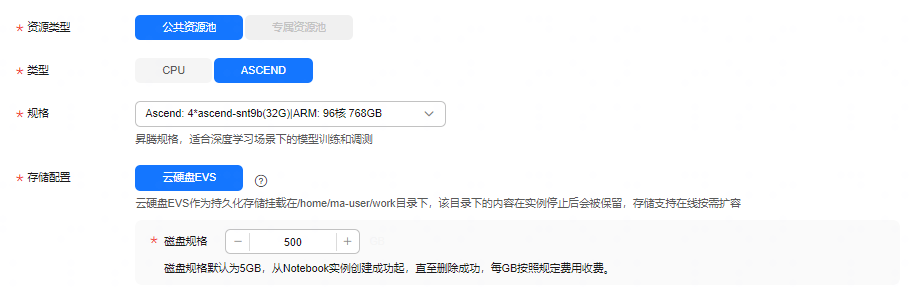 * 资源类型 公共资源池 专属资源池
* 类型 CPU ASCEND
* 规格 Ascend: 4*ascend-snt9b(32G)|ARM: 96核 768GB
昇腾规格，适合深度学习场景下的模型训练和调测
* 存储配置 云硬盘EVS ?
云硬盘EVS作为持久化存储挂载在/home/ma-user/work目录下，该目录下的内容在实例停止后会被保留，存储支持在线按需扩容
* 磁盘规格 − 500 +
磁盘规格默认为5GB，从Notebook实例创建成功起，直至删除成功，每GB按照规定费用收费。